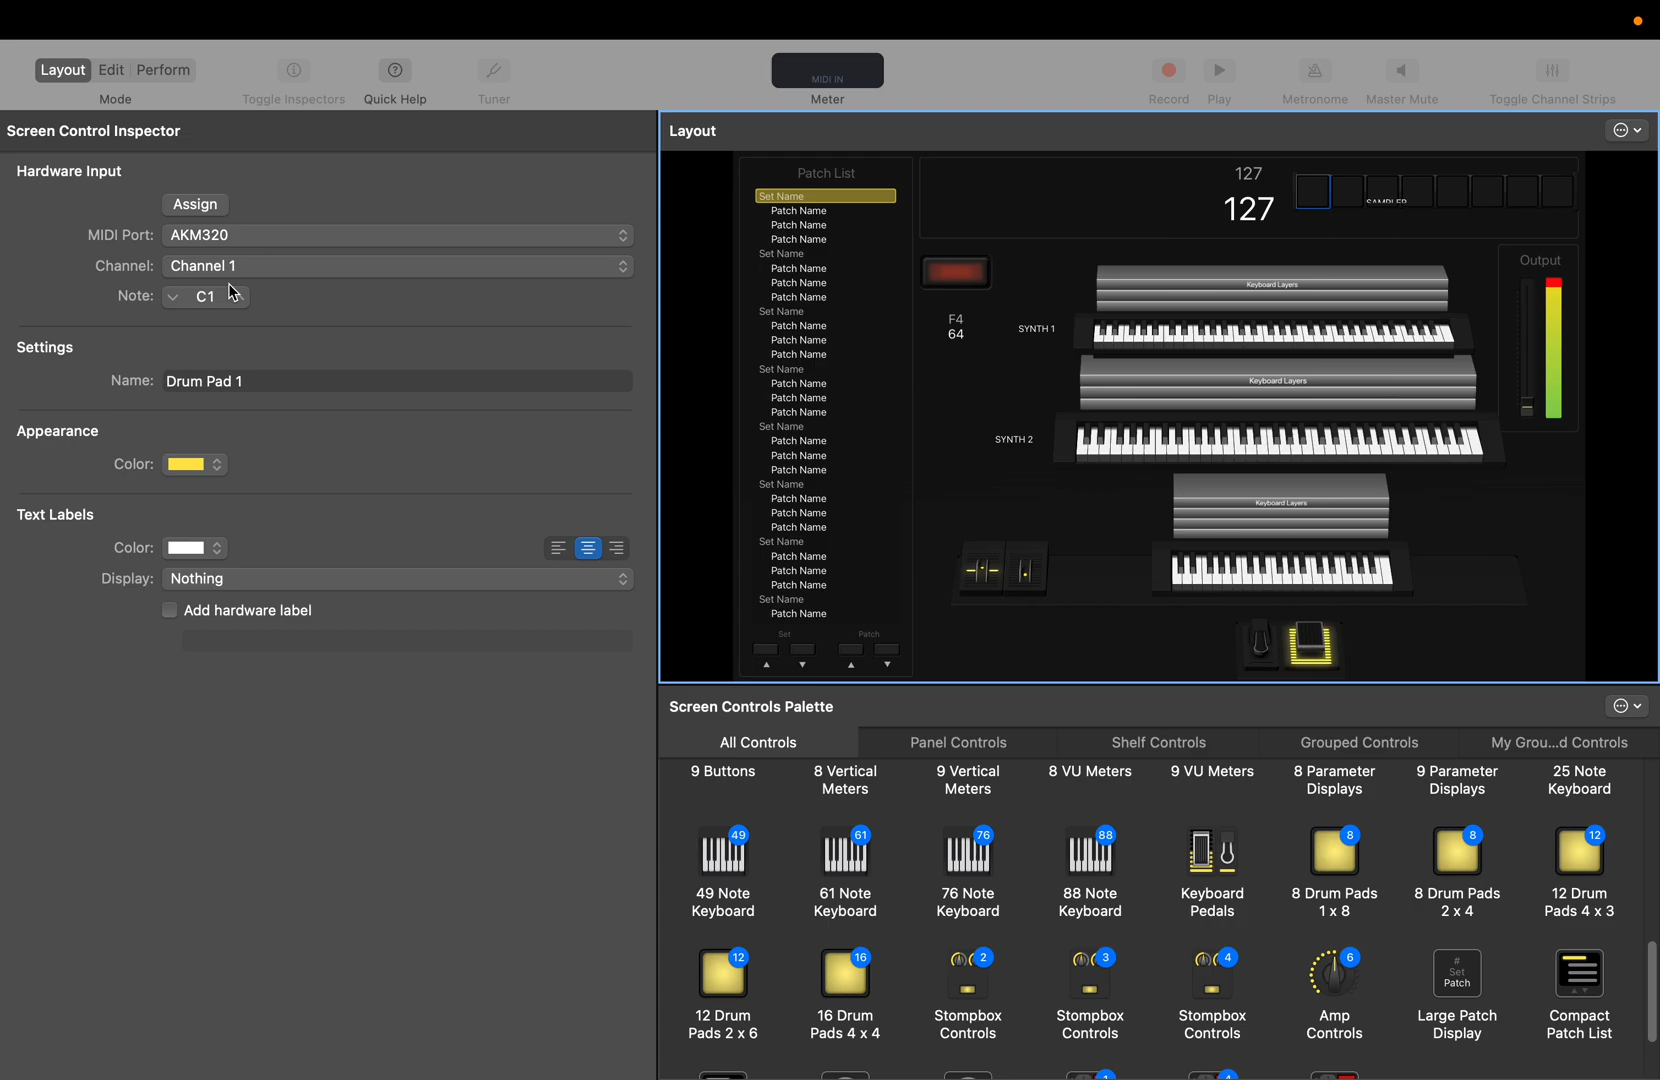 Layout Edit Perform
Mode
Toggle Inspectors
Quick Help
Tuner
MIDI IN
Meter
Record
Play
Metronome
Master Mute
Toggle Channel Strips
Screen Control Inspector
Hardware Input
Assign
MIDI Port: AKM320
Channel: Channel 1
Note: C1
Settings
Name: Drum Pad 1
Appearance
Color:
Text Labels
Color:
Display: Nothing
Add hardware label
Layout
Patch List
Set Name
Patch Name
Patch Name
Patch Name
Set Name
Patch Name
Patch Name
Patch Name
Set Name
Patch Name
Patch Name
Patch Name
Set Name
Patch Name
Patch Name
Patch Name
Set Name
Patch Name
Patch Name
Patch Name
Set Name
Patch Name
Patch Name
Patch Name
Set Name
Patch Name
Patch Name
Patch Name
Set Name
Patch Name
Set
Patch
127
127
SAMPLER
Output
F4
64
SYNTH 1
Keyboard Layers
Keyboard Layers
SYNTH 2
Keyboard Layers
Screen Controls Palette
All Controls
Panel Controls
Shelf Controls
Grouped Controls
My Grou...d Controls
9 Buttons
8 Vertical
Meters
9 Vertical
Meters
8 VU Meters
9 VU Meters
8 Parameter
Displays
9 Parameter
Displays
25 Note
Keyboard
49
49 Note
Keyboard
61
61 Note
Keyboard
76
76 Note
Keyboard
88
88 Note
Keyboard
Keyboard
Pedals
8
8 Drum Pads
1 x 8
8
8 Drum Pads
2 x 4
12
12 Drum
Pads 4 x 3
12
12 Drum
Pads 2 x 6
16
16 Drum
Pads 4 x 4
2
Stompbox
Controls
3
Stompbox
Controls
4
Stompbox
Controls
6
Amp
Controls
#
Set
Patch
Large Patch
Display
Compact
Patch List
1
4